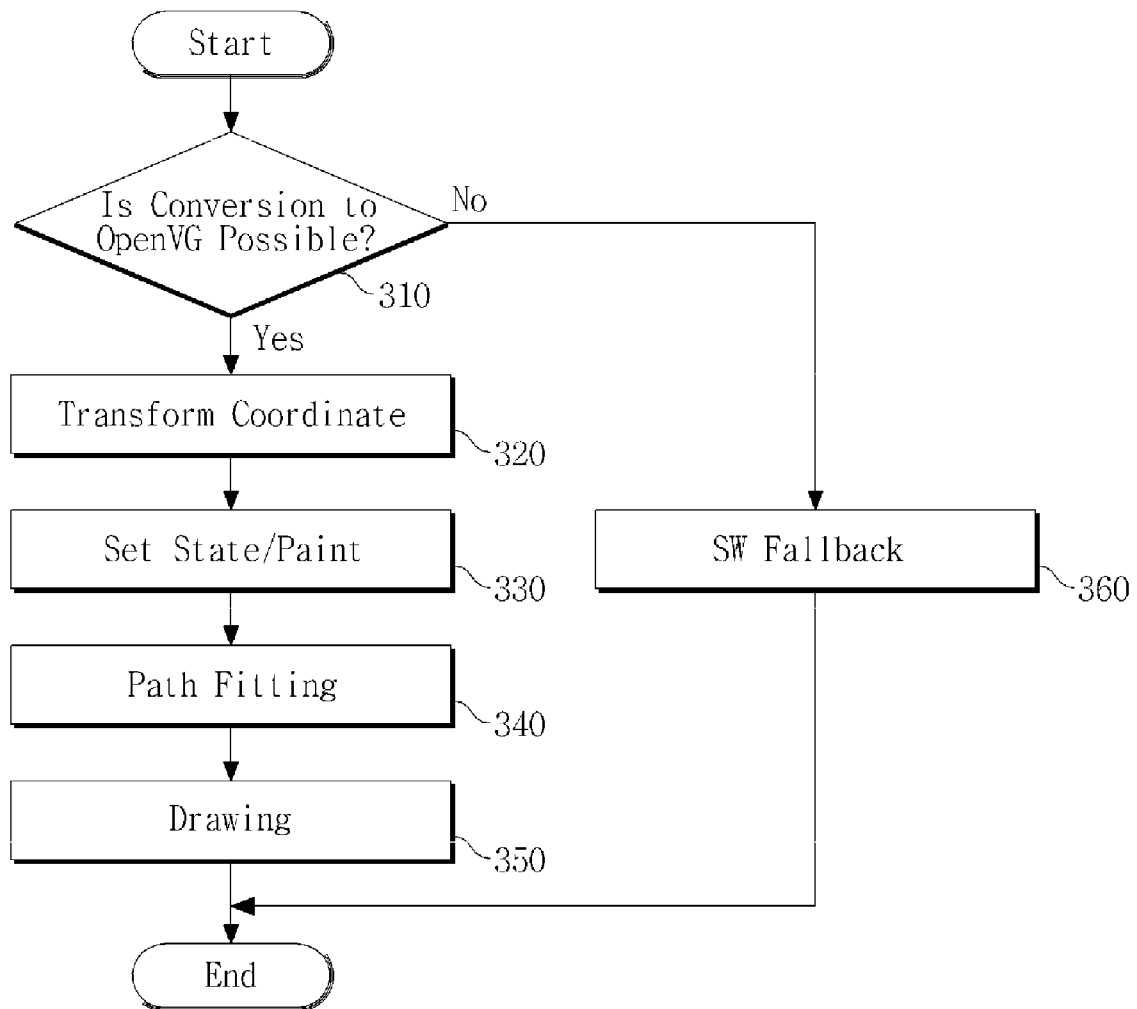 Start
Is Conversion to
OpenVG Possible?
No
310
Yes
Transform Coordinate
320
Set State/Paint
330
SW Fallback
360
Path Fitting
340
Drawing
350
End